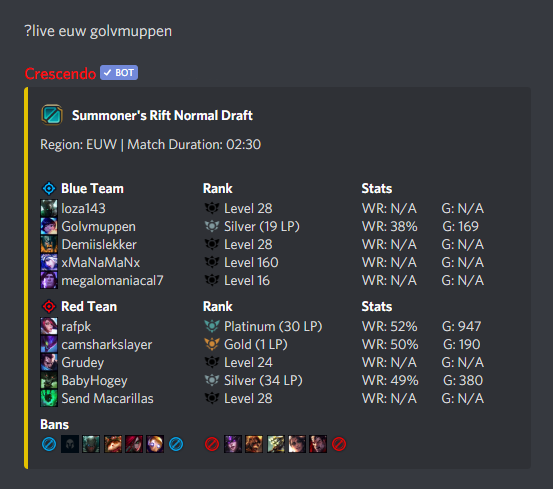 ?live euw golvmuppen
Crescendo ✓ BOT
Summoner's Rift Normal Draft
Region: EUW | Match Duration: 02:30
Blue Team Rank Stats
loza143 Level 28 WR: N/A G: N/A
Golvmuppen Silver (19 LP) WR: 38% G: 169
Demiislekker Level 28 WR: N/A G: N/A
xMaNaMaNx Level 160 WR: N/A G: N/A
megalomaniacal7 Level 16 WR: N/A G: N/A
Red Tean Rank Stats
rafpk Platinum (30 LP) WR: 52% G: 947
camsharkslayer Gold (1 LP) WR: 50% G: 190
Grudey Level 24 WR: N/A G: N/A
BabyHogey Silver (34 LP) WR: 49% G: 380
Send Macarillas Level 28 WR: N/A G: N/A
Bans